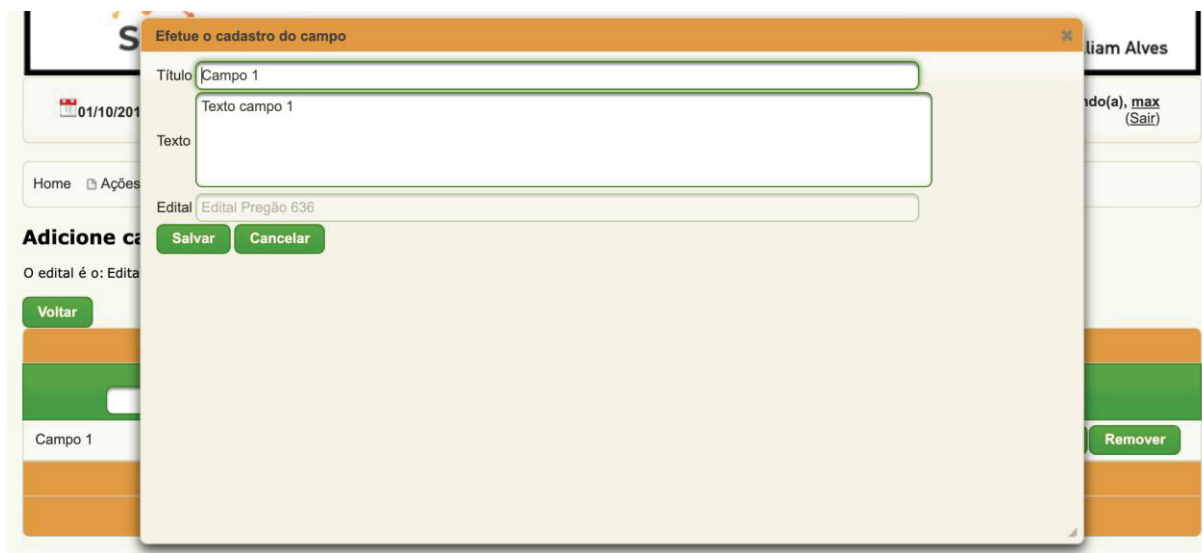 S
Efetue o cadastro do campo
liam Alves
Título Campo 1
01/10/201
ndo(a), max
(Sair)
Texto Texto campo 1
Home Ações
Edital Edital Pregão 636
Salvar Cancelar
Adicione ca
O edital é o: Edita
Voltar
Campo 1
Remover